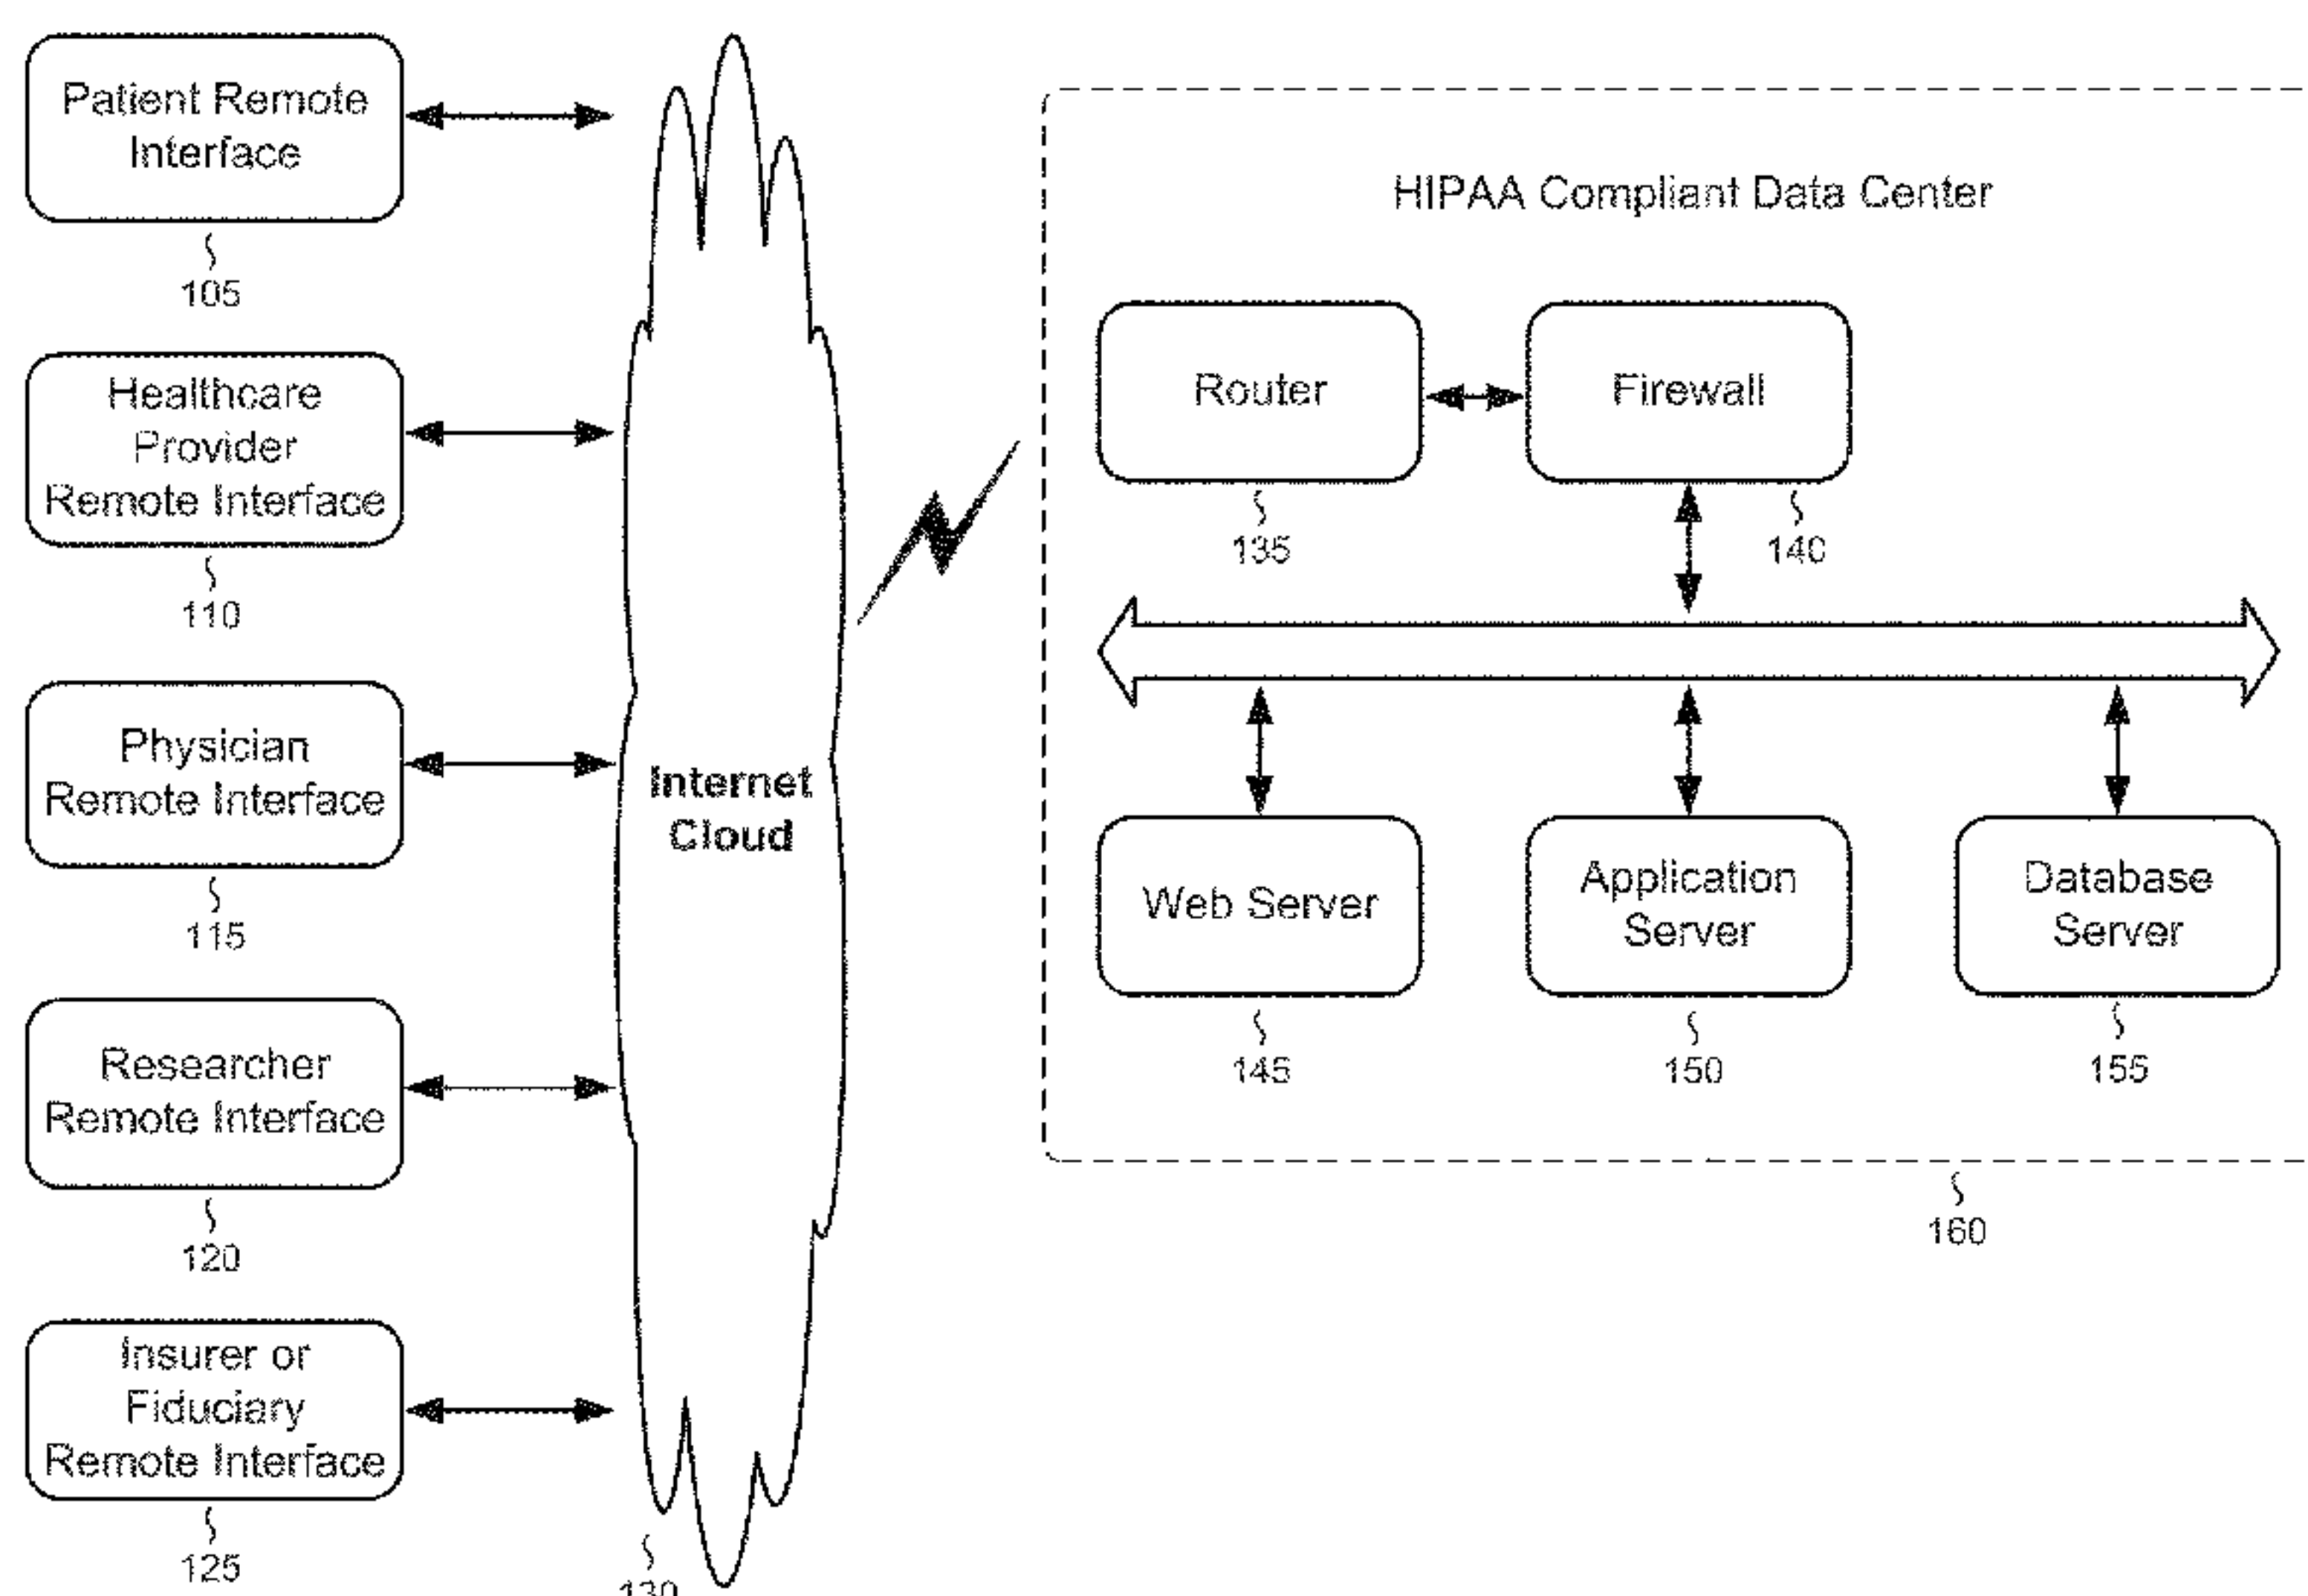 Patient Remote
Interface
105
Healthcare
Provider
Remote Interface
110
Physician
Remote Interface
115
Researcher
Remote Interface
120
Insurer or
Fiduciary
Remote Interface
125
Internet
Cloud
130
HIPAA Compliant Data Center
Router
135
Firewall
140
Web Server
145
Application
Server
150
Database
Server
155
160